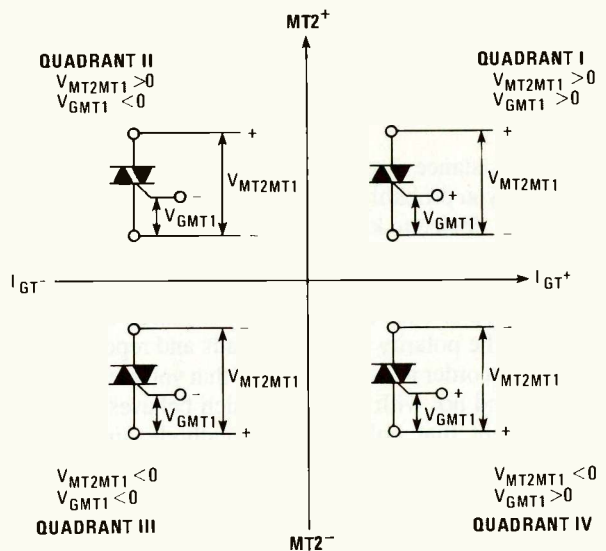 MT2+
QUADRANT II
VMT2MT1 >0
VGMT1 <0
QUADRANT I
VMT2MT1 >0
VGMT1 >0
+
VMT2MT1
-
VGMT1
-
+
VMT2MT1
+
VGMT1
-
IGT-
IGT+
-
VMT2MT1
-
VGMT1
+
-
VMT2MT1
+
VGMT1
+
VMT2MT1 <0
VGMT1 <0
QUADRANT III
VMT2MT1 <0
VGMT1 >0
QUADRANT IV
MT2-